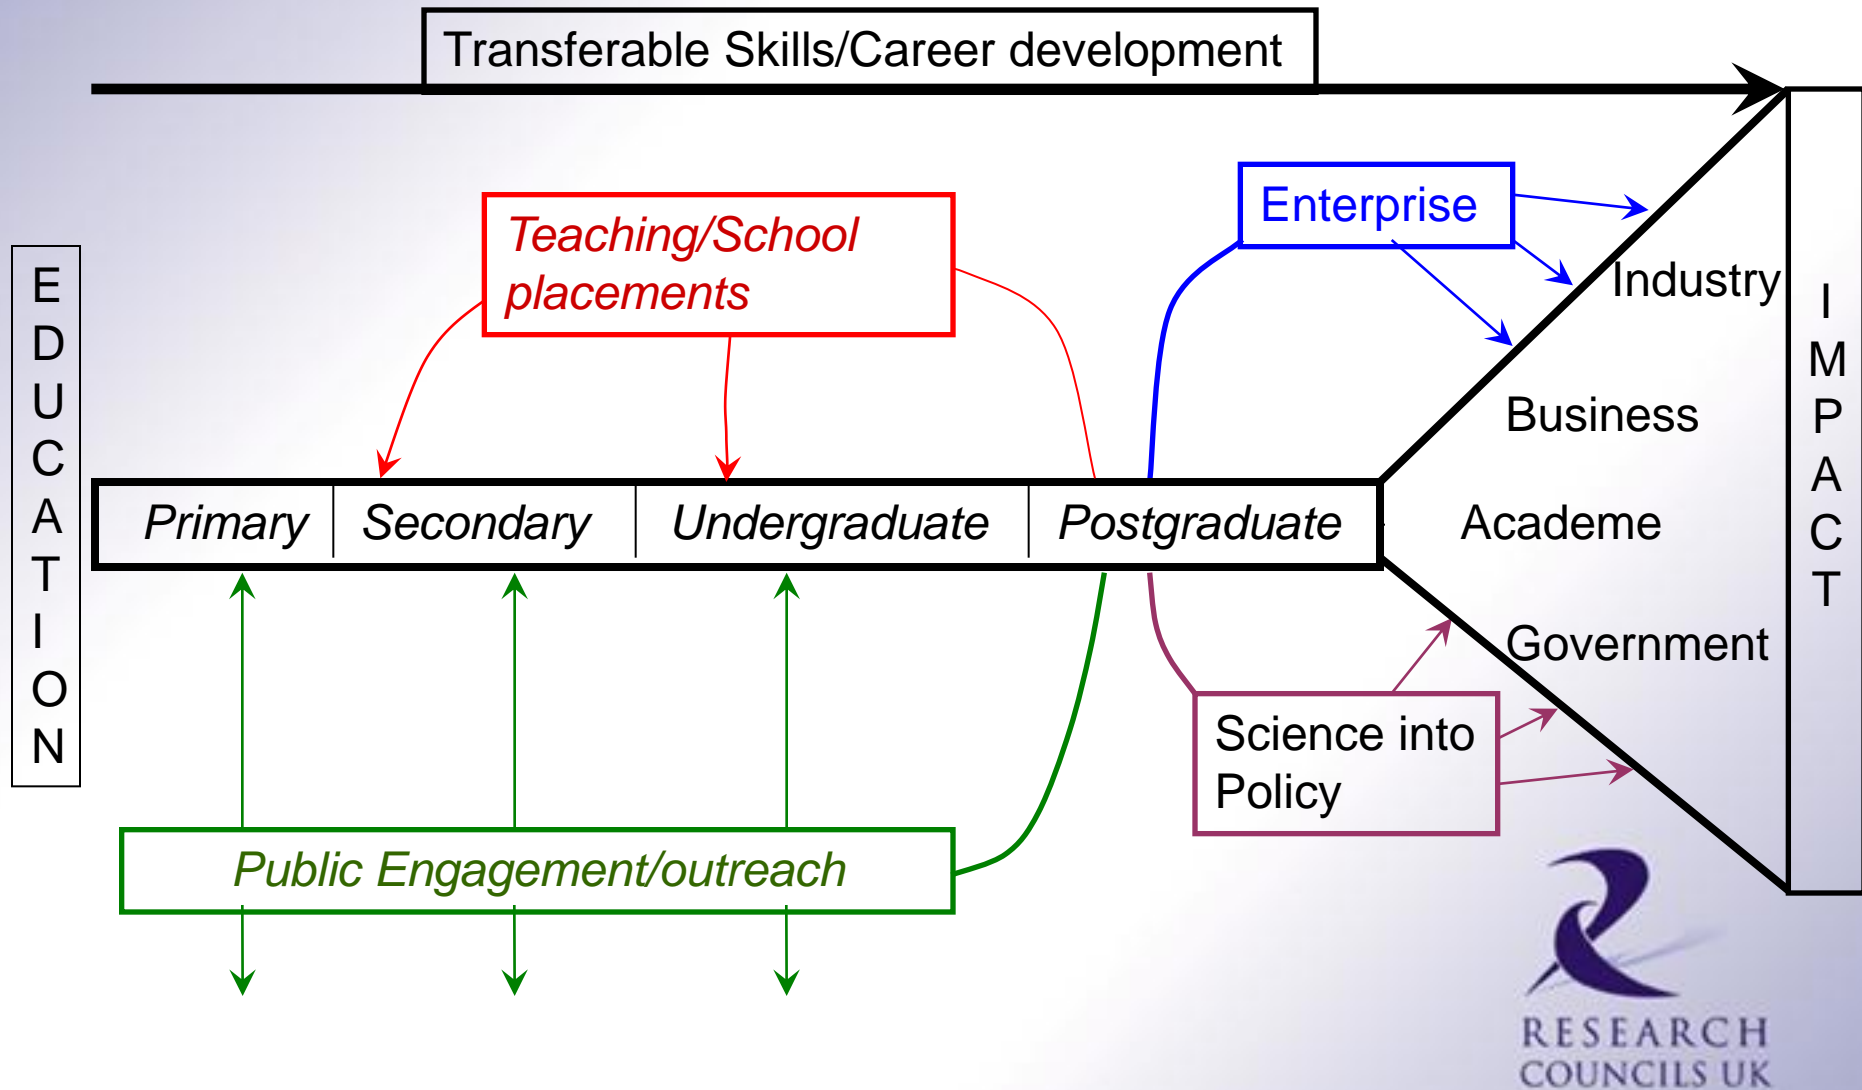 Transferable Skills/Career development
EDUCATION
Teaching/School
placements
Enterprise
Industry
Business
Academe
Government
IMPACT
Primary
Secondary
Undergraduate
Postgraduate
Science into
Policy
Public Engagement/outreach
RESEARCH
COUNCILS UK